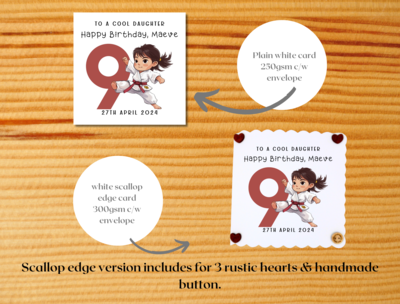 TO A COOL DAUGHTER
Happy Birthday, Maeve
9
27TH APRIL 2024
Plain white card
250gsm c/w
envelope
white scallop
edge card
300gsm c/w
envelope
TO A COOL DAUGHTER
Happy Birthday, Maeve
9
27TH APRIL 2024
Scallop edge version includes for 3 rustic hearts & handmade
button.